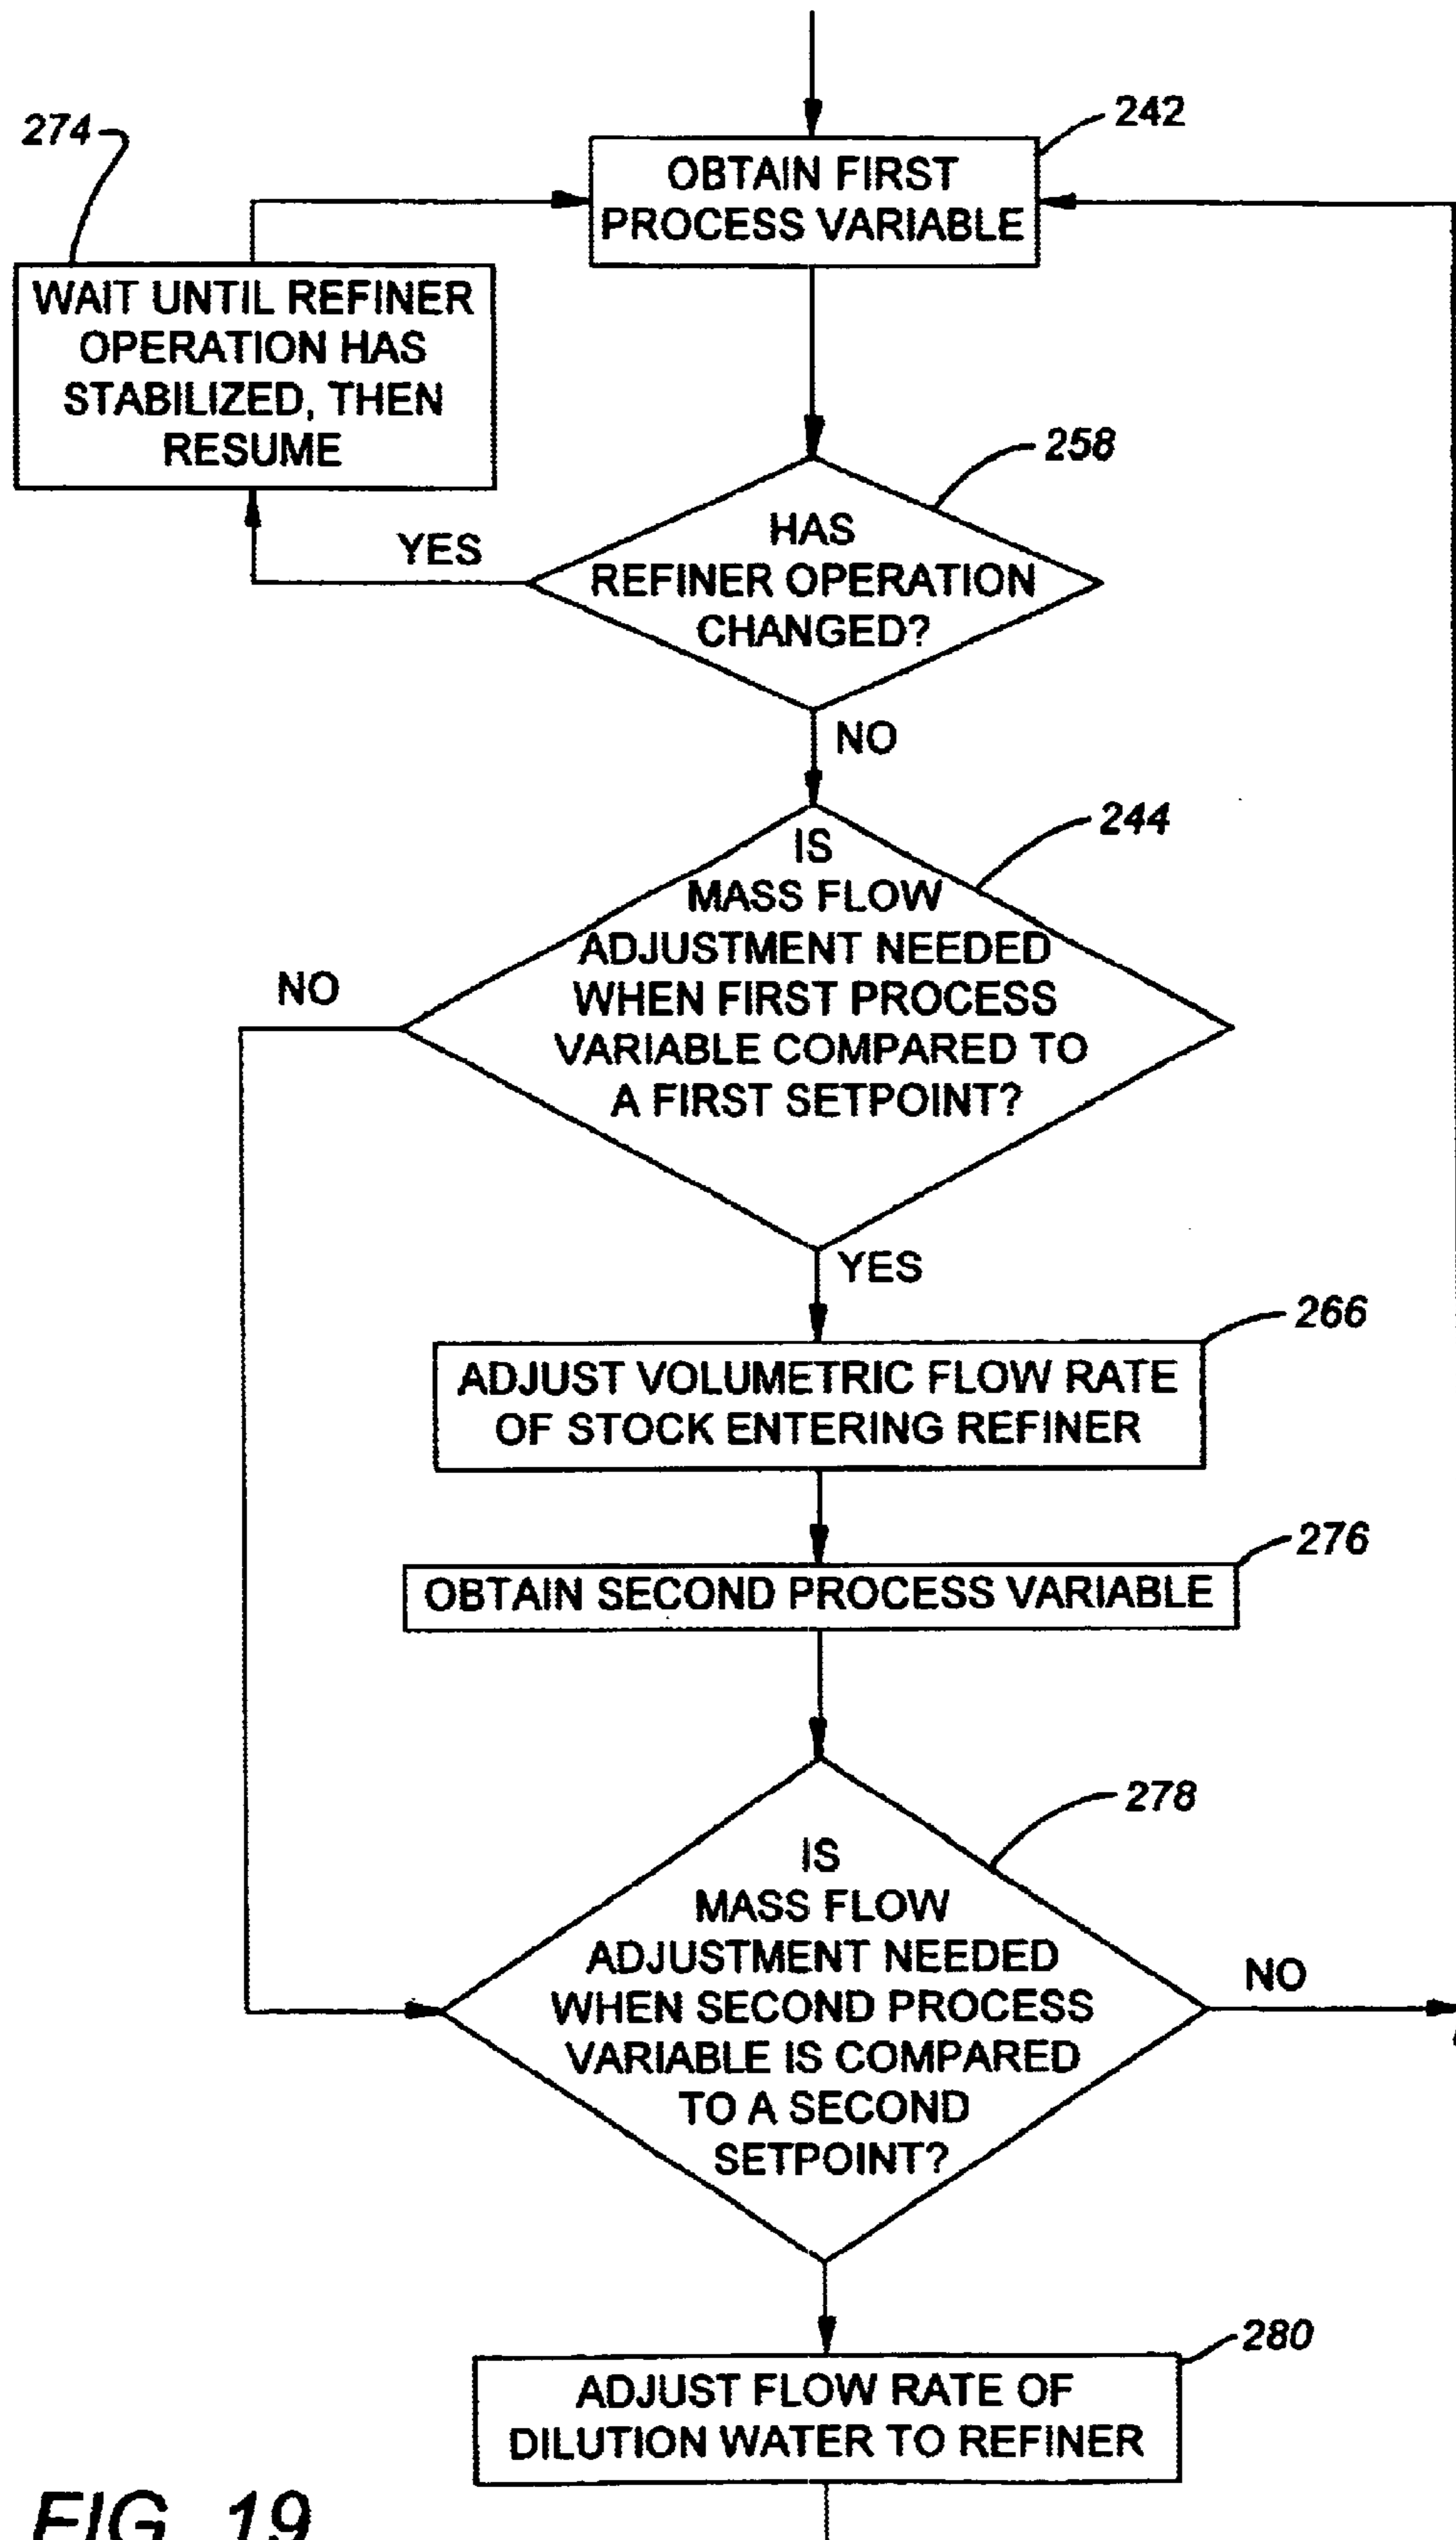 242
OBTAIN FIRST
PROCESS VARIABLE
274
WAIT UNTIL REFINER
OPERATION HAS
STABILIZED, THEN
RESUME
258
HAS
REFINER OPERATION
CHANGED?
YES
NO
244
IS
MASS FLOW
ADJUSTMENT NEEDED
WHEN FIRST PROCESS
VARIABLE COMPARED TO
A FIRST SETPOINT?
NO
YES
266
ADJUST VOLUMETRIC FLOW RATE
OF STOCK ENTERING REFINER
276
OBTAIN SECOND PROCESS VARIABLE
278
IS
MASS FLOW
ADJUSTMENT NEEDED
WHEN SECOND PROCESS
VARIABLE IS COMPARED
TO A SECOND
SETPOINT?
NO
280
ADJUST FLOW RATE OF
DILUTION WATER TO REFINER
FIG. 19